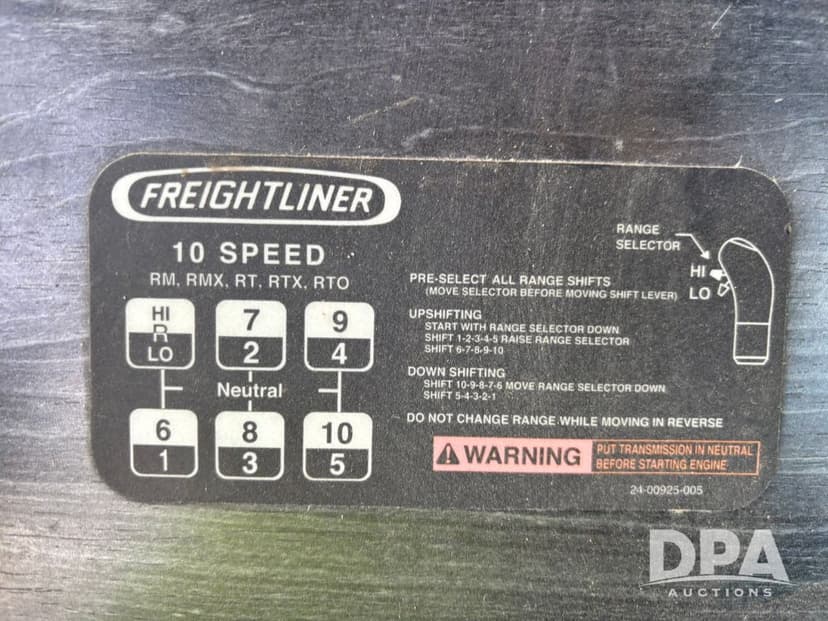 FREIGHTLINER
10 SPEED
RM, RMX, RT, RTX, RTO
HI
R
LO
7
2
9
4
Neutral
6
1
8
3
10
5
RANGE
SELECTOR
HI
LO
PRE-SELECT ALL RANGE SHIFTS
(MOVE SELECTOR BEFORE MOVING SHIFT LEVER)
UPSHIFTING
START WITH RANGE SELECTOR DOWN
SHIFT 1-2-3-4-5 RAISE RANGE SELECTOR
SHIFT 6-7-8-9-10
DOWN SHIFTING
SHIFT 10-9-8-7-6 MOVE RANGE SELECTOR DOWN
SHIFT 5-4-3-2-1
DO NOT CHANGE RANGE WHILE MOVING IN REVERSE
WARNING
PUT TRANSMISSION IN NEUTRAL
BEFORE STARTING ENGINE
24-00925-005
DPA
AUCTIONS